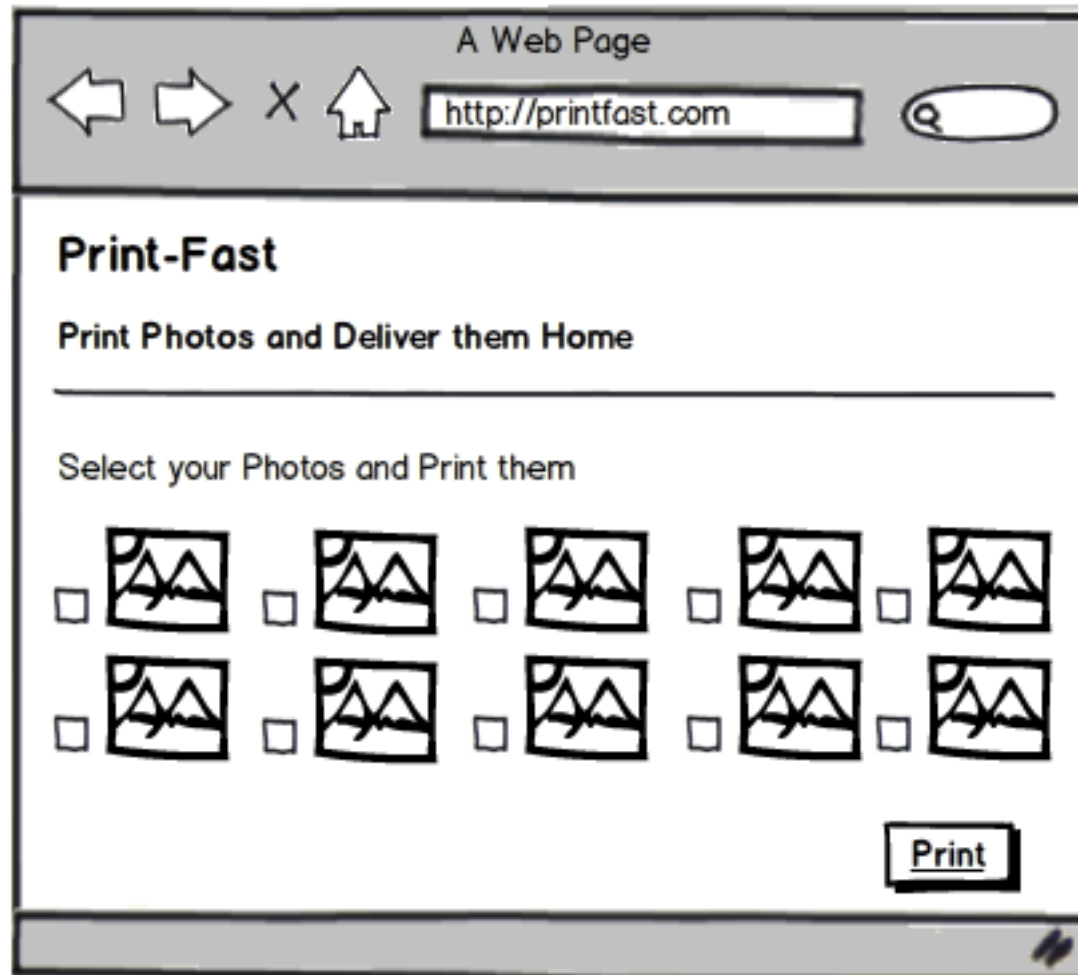 A Web Page
http://printfast.com
Print-Fast
Print Photos and Deliver them Home
Select your Photos and Print them
Print